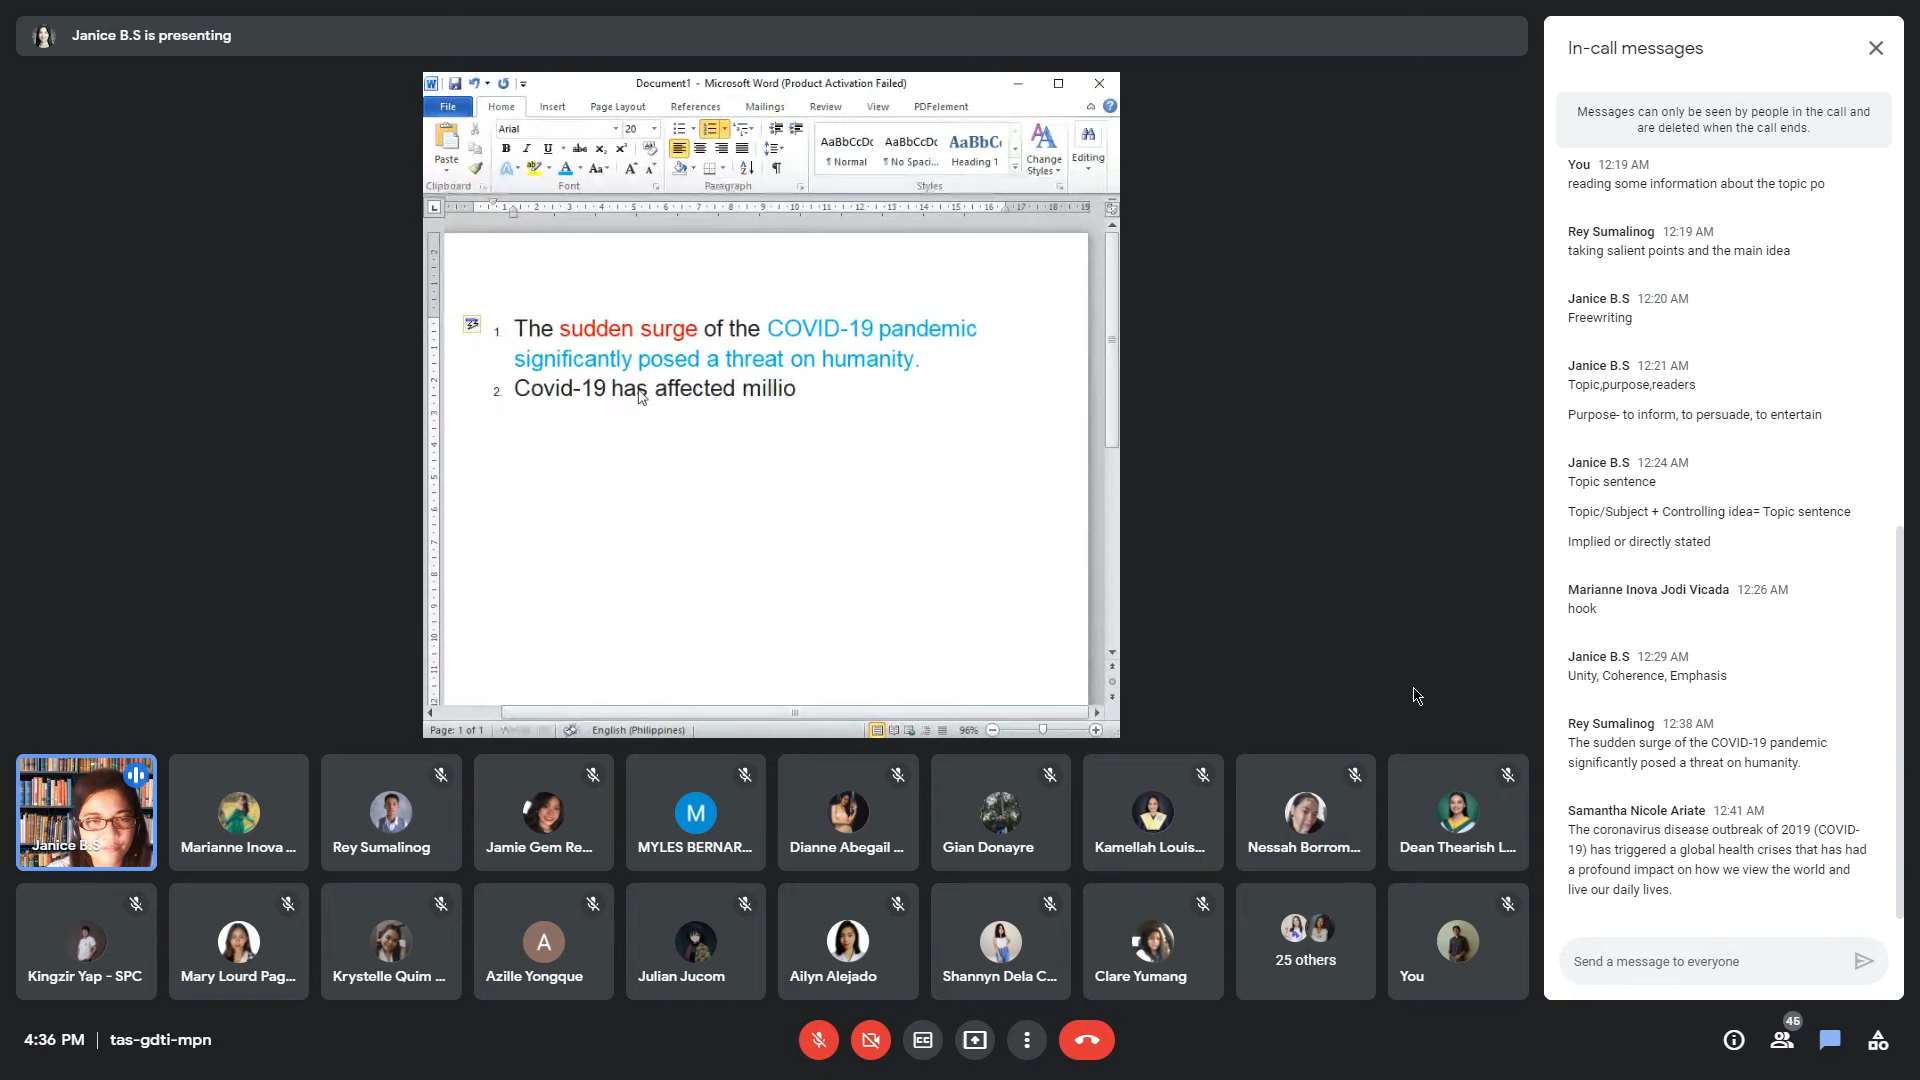 Janice B.S is presenting
Document1 - Microsoft Word (Product Activation Failed)
File Home Insert Page Layout References Mailings Review View PDFelement
Arial 20
AaBbCcDc AaBbCcDc AaBbC
Paste
B I U abc x₂ x²
¶ Normal ¶ No Spaci... Heading 1
Change Styles
Editing
Clipboard Font Paragraph Styles
1. The sudden surge of the COVID-19 pandemic
significantly posed a threat on humanity.
2. Covid-19 has affected millio
Page: 1 of 1 English (Philippines) 96%
In-call messages
Messages can only be seen by people in the call and
are deleted when the call ends.
You 12:19 AM
reading some information about the topic po
Rey Sumalinog 12:19 AM
taking salient points and the main idea
Janice B.S 12:20 AM
Freewriting
Janice B.S 12:21 AM
Topic,purpose,readers
Purpose- to inform, to persuade, to entertain
Janice B.S 12:24 AM
Topic sentence
Topic/Subject + Controlling idea= Topic sentence
Implied or directly stated
Marianne Inova Jodi Vicada 12:26 AM
hook
Janice B.S 12:29 AM
Unity, Coherence, Emphasis
Rey Sumalinog 12:38 AM
The sudden surge of the COVID-19 pandemic
significantly posed a threat on humanity.
Samantha Nicole Ariate 12:41 AM
The coronavirus disease outbreak of 2019 (COVID-
19) has triggered a global health crises that has had
a profound impact on how we view the world and
live our daily lives.
Send a message to everyone
Janice B.S
Marianne Inova ...
Rey Sumalinog
Jamie Gem Re...
M
MYLES BERNAR...
Dianne Abegail ...
Gian Donayre
Kamellah Louis...
Nessah Borrom...
Dean Thearish L...
Kingzir Yap - SPC
Mary Lourd Pag...
Krystelle Quim ...
A
Azille Yongque
Julian Jucom
Ailyn Alejado
Shannyn Dela C...
Clare Yumang
25 others
You
4:36 PM | tas-gdti-mpn
45